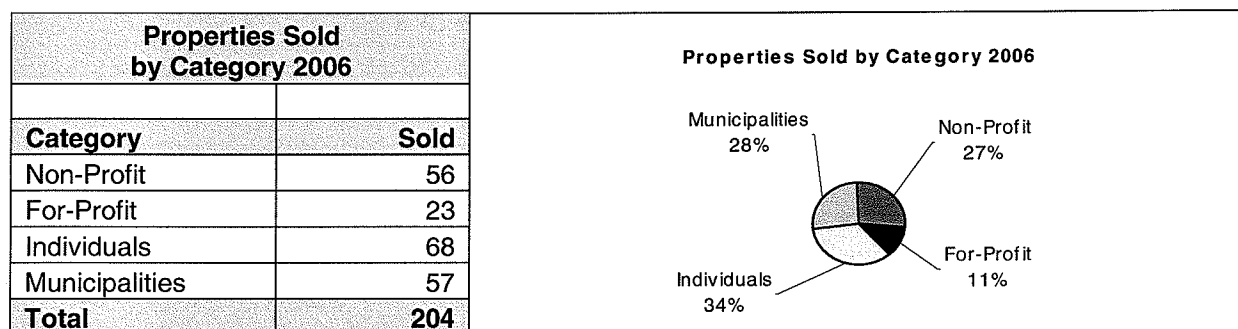 Properties Sold
by Category 2006
Category Sold
Non-Profit 56
For-Profit 23
Individuals 68
Municipalities 57
Total 204
Properties Sold by Category 2006
Municipalities
28%
Non-Profit
27%
For-Profit
11%
Individuals
34%